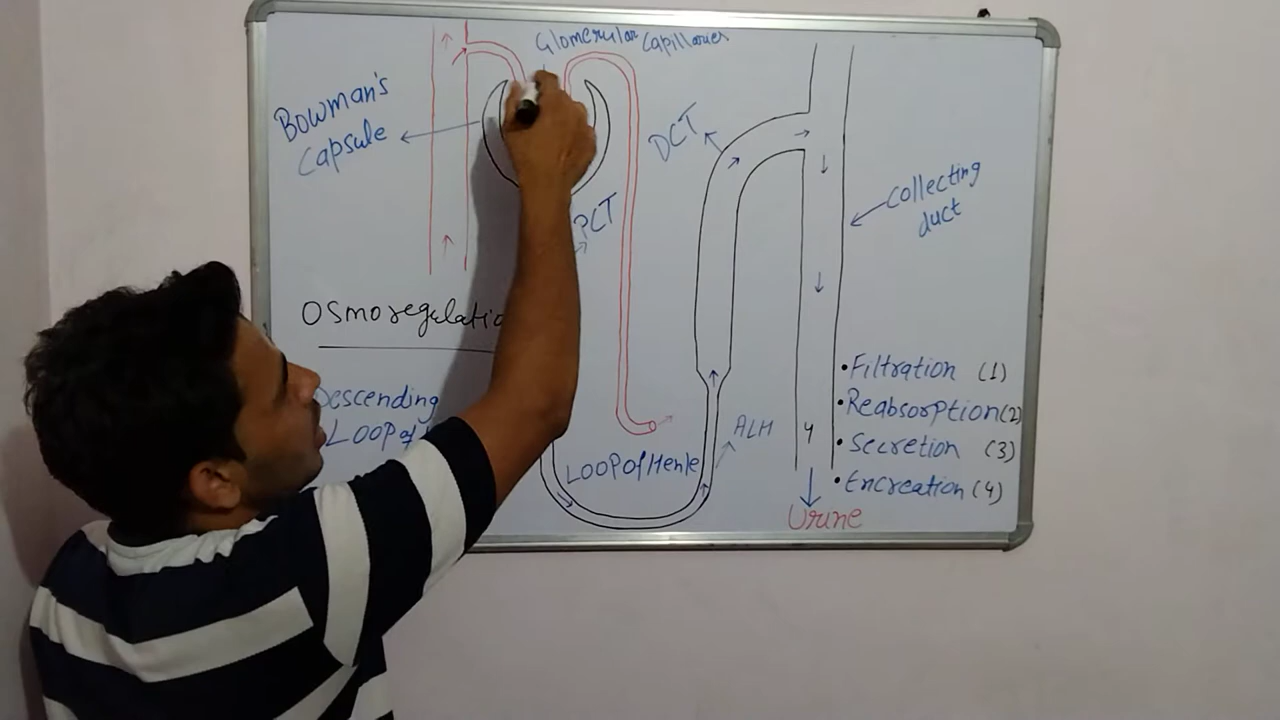 Glomerular Capillaries
Bowman's
Capsule
DCT
PCT
Collecting
duct
Osmoregulatio
Descending
LOOP of
LOOP of Henle
ALH
4
• Filtration (1)
• Reabsorption (2)
• Secretion (3)
• Encreation (4)
Urine